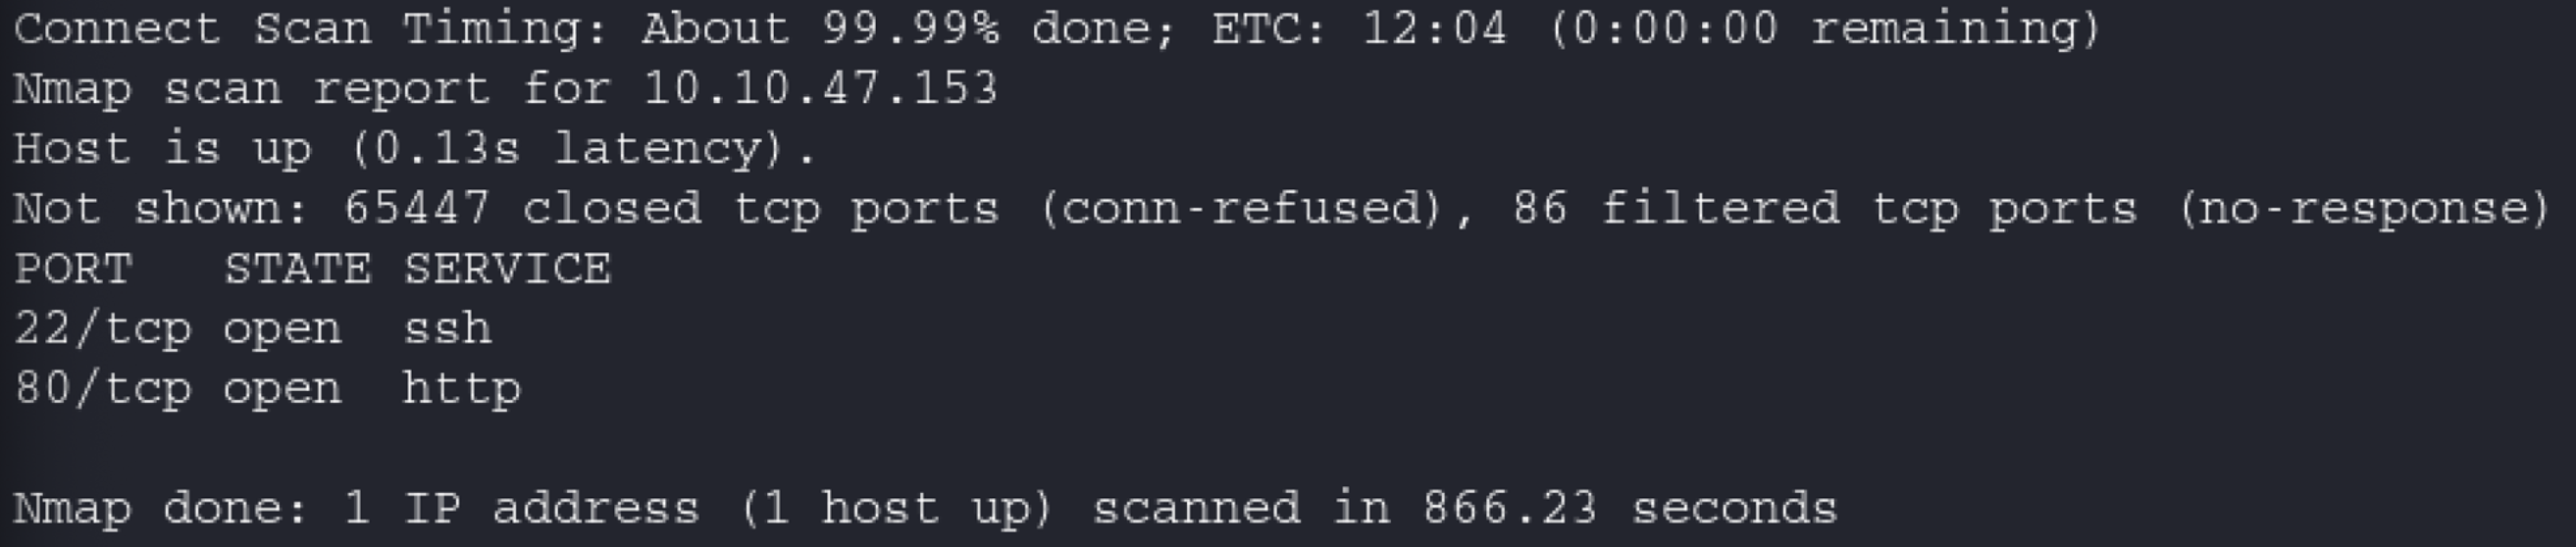 Connect Scan Timing: About 99.99% done; ETC: 12:04 (0:00:00 remaining)
Nmap scan report for 10.10.47.153
Host is up (0.13s latency).
Not shown: 65447 closed tcp ports (conn-refused), 86 filtered tcp ports (no-response)
PORT   STATE SERVICE
22/tcp open  ssh
80/tcp open  http
Nmap done: 1 IP address (1 host up) scanned in 866.23 seconds